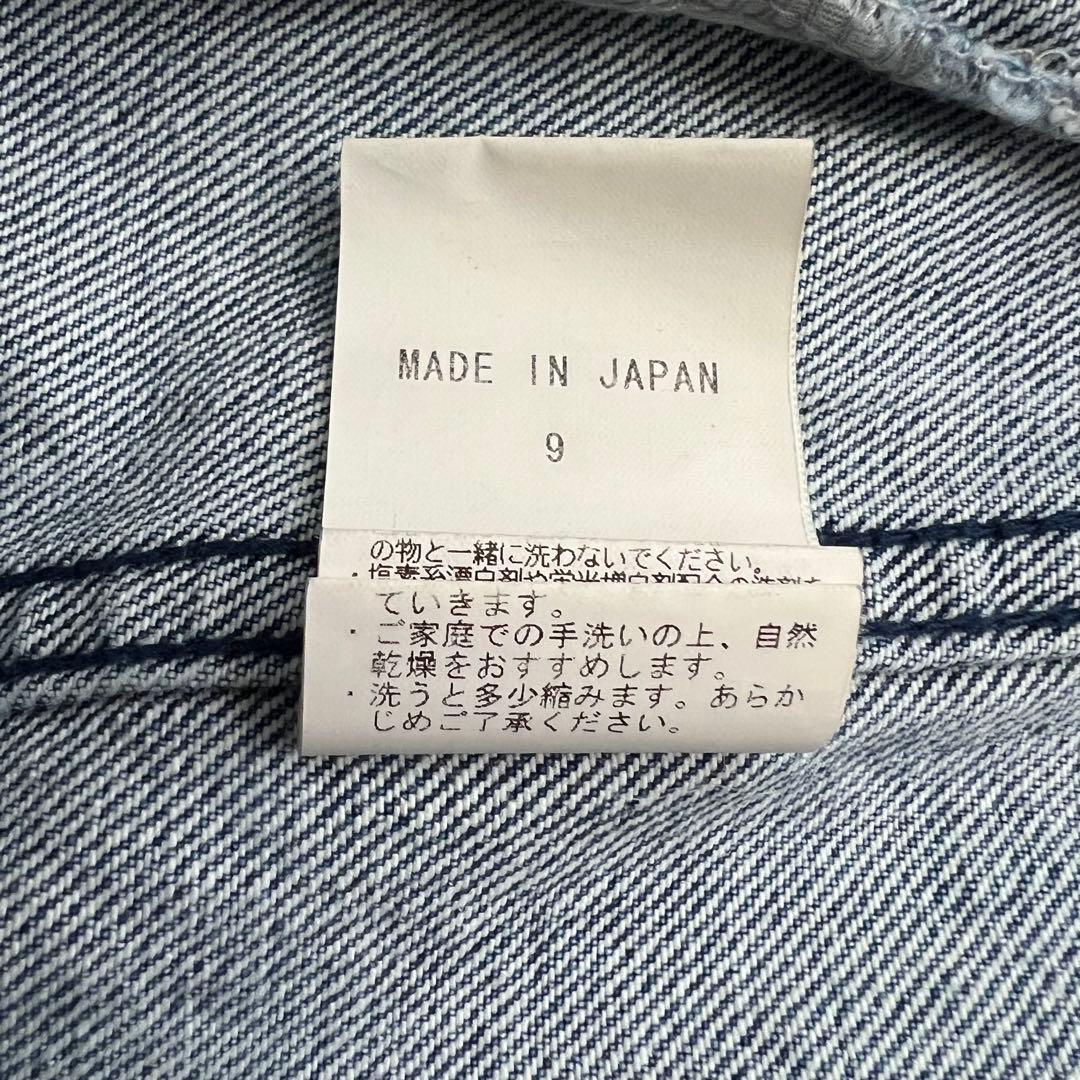 MADE IN JAPAN
9
の物と一緒に洗わないでください。
ていきます。
・ご家庭での手洗いの上、自然
乾燥をおすすめします。
・洗うと多少縮みます。あらか
じめご了承ください。